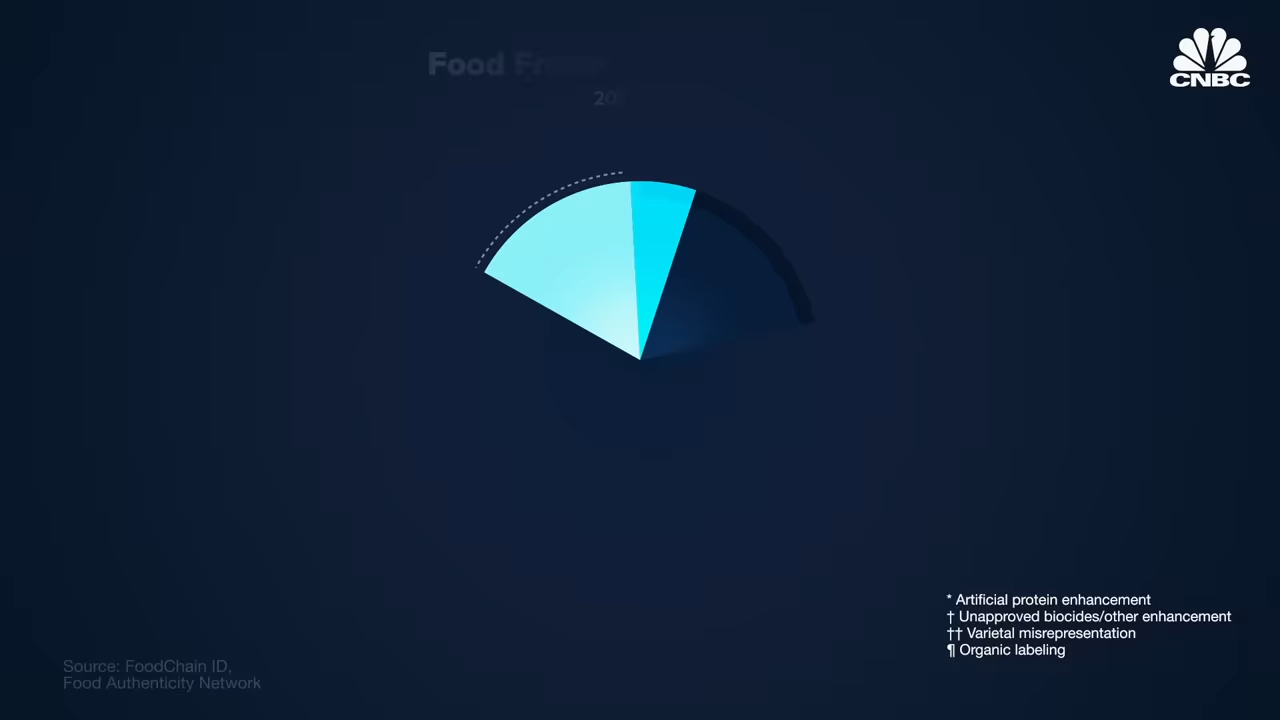 Food
20
CNBC
* Artificial protein enhancement
† Unapproved biocides/other enhancement
†† Varietal misrepresentation
¶ Organic labeling
Source: FoodChain ID,
Food Authenticity Network